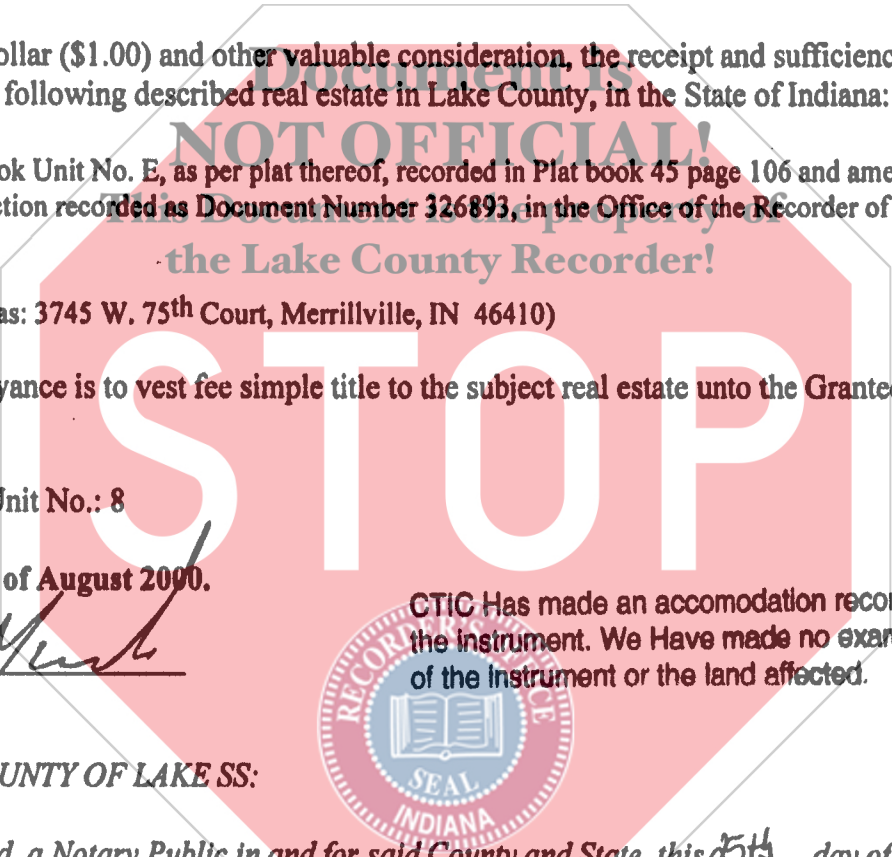 ollar ($1.00) and other valuable consideration, the receipt and sufficienc
Document is
following described real estate in Lake County, in the State of Indiana:
NOT OFFICIAL!
ok Unit No. E, as per plat thereof, recorded in Plat book 45 page 106 and ame
This Document is the property of
ction recorded as Document Number 326893, in the Office of the Recorder of
the Lake County Recorder!
as: 3745 W. 75th Court, Merrillville, IN 46410)
STOP
yance is to vest fee simple title to the subject real estate unto the Grantee
Unit No.: 8
of August 2000.
CTIC Has made an accomodation recor
the instrument. We Have made no exam
of the instrument or the land affected.
RECORDER'S OFFICE
SEAL
INDIANA
UNTY OF LAKE SS:
d, a Notary Public in and for said County and State, this 25th day of